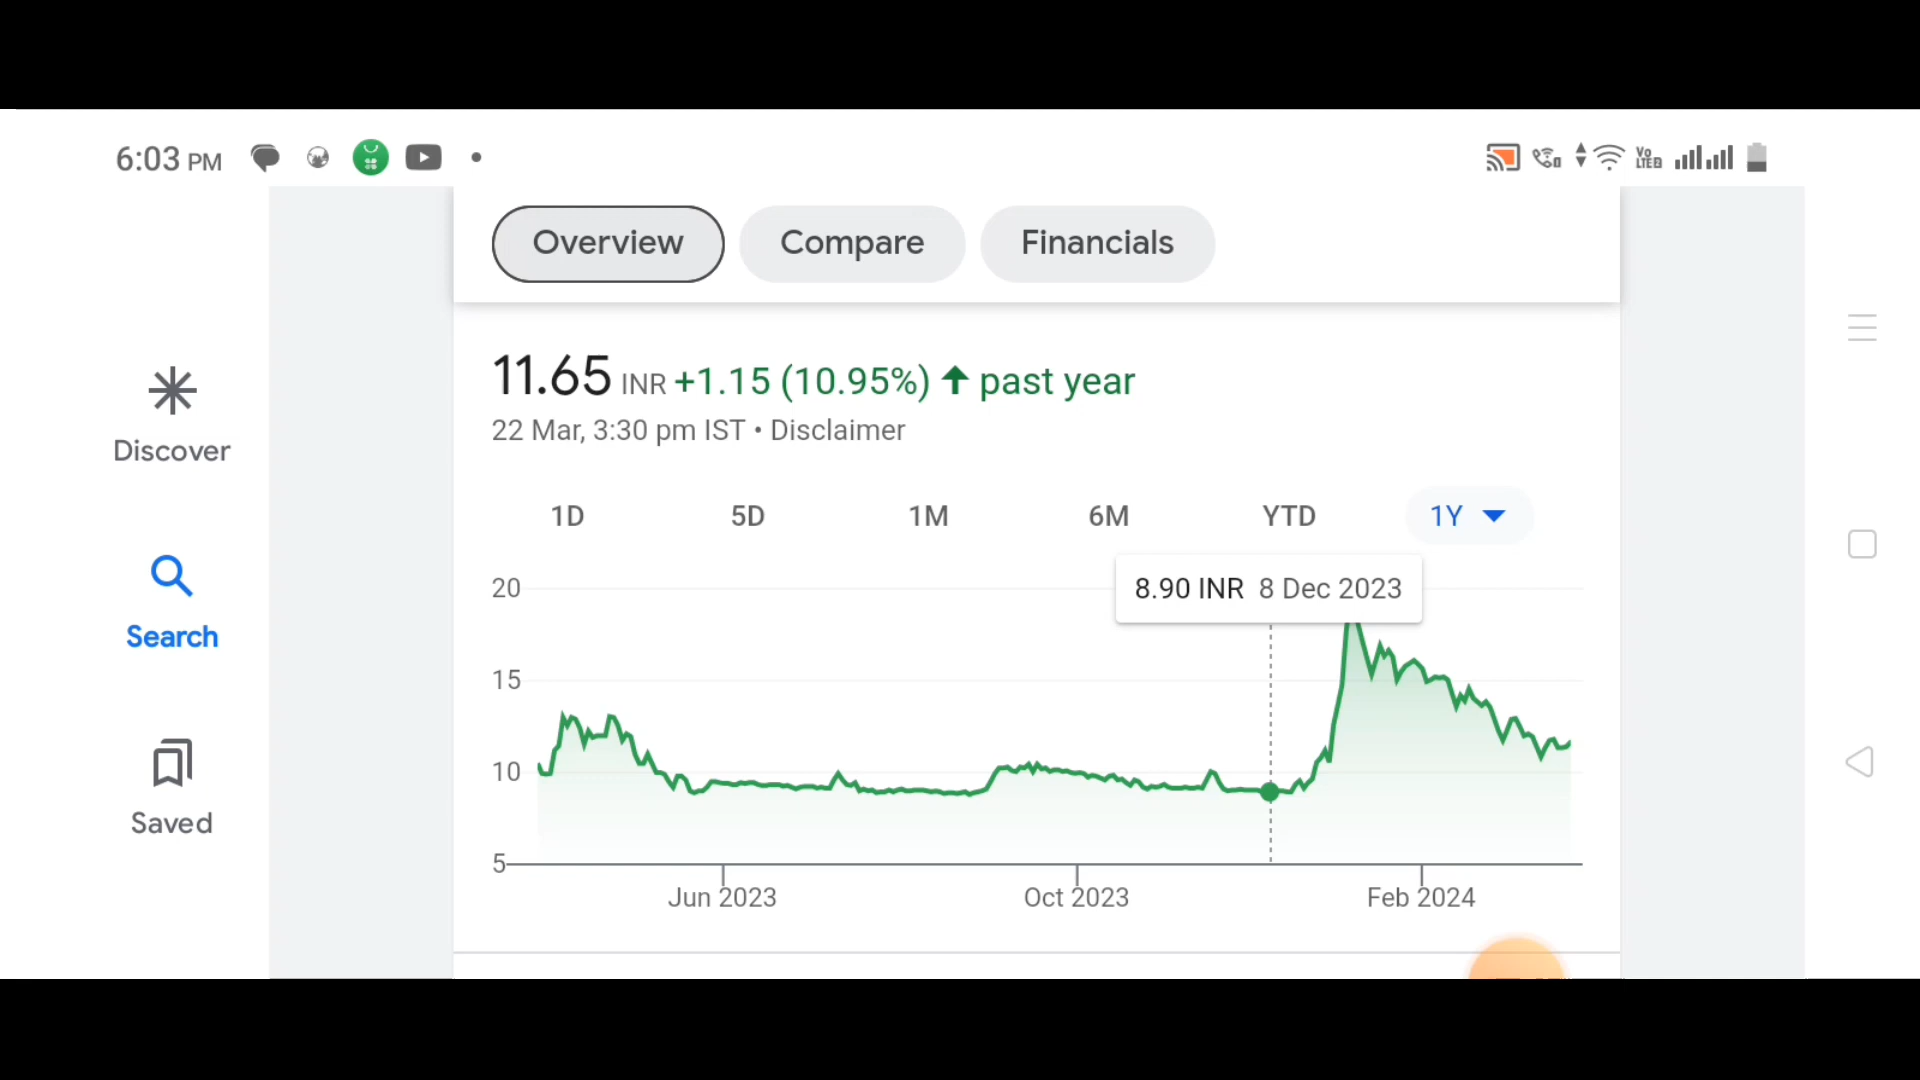 6:03 PM
Vo
LTE2
Overview Compare Financials
11.65 INR +1.15 (10.95%) ↑ past year
22 Mar, 3:30 pm IST • Disclaimer
Discover
1D 5D 1M 6M YTD 1Y
8.90 INR 8 Dec 2023
20
15
10
5
Jun 2023 Oct 2023 Feb 2024
Search
Saved